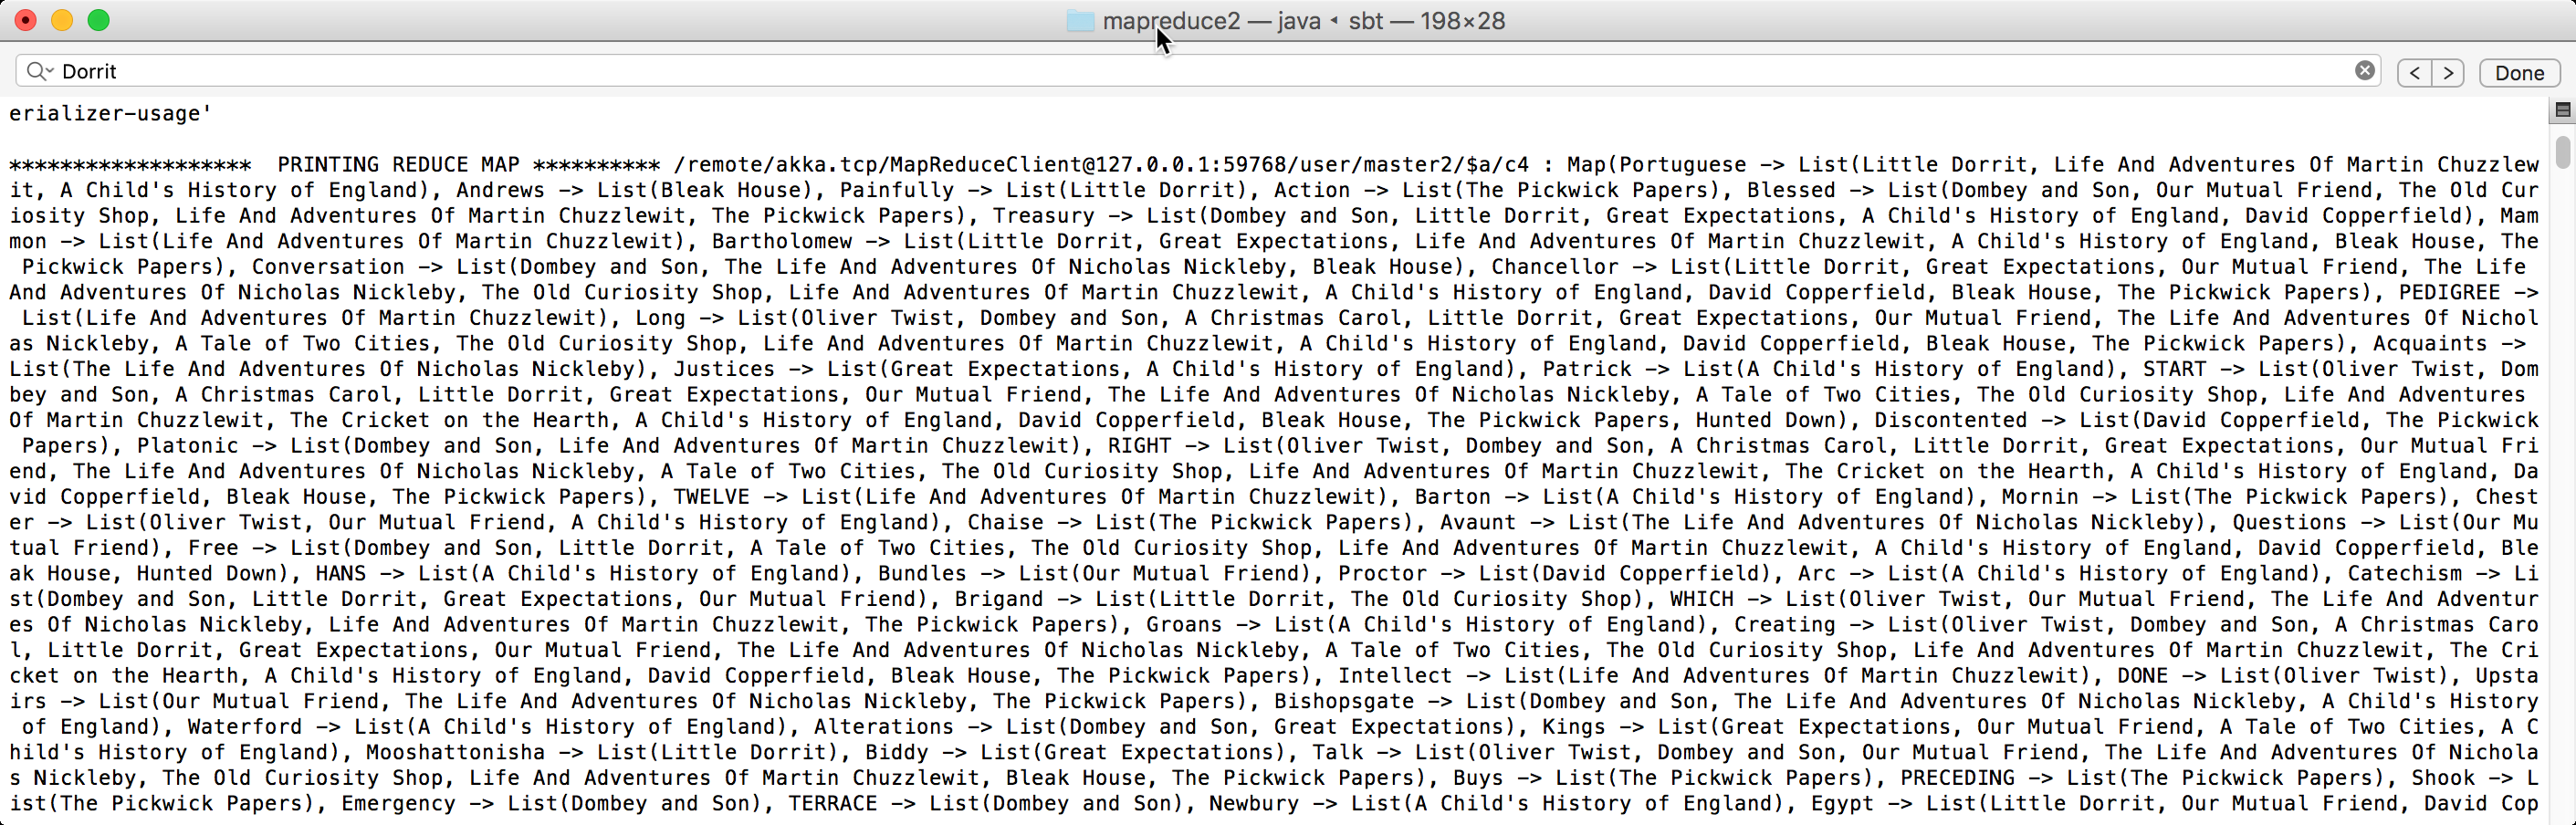 mapreduce2 — java ◂ sbt — 198×28
Dorrit
< > Done
erializer-usage'
******************* PRINTING REDUCE MAP ********** /remote/akka.tcp/MapReduceClient@127.0.0.1:59768/user/master2/$a/c4 : Map(Portuguese -> List(Little Dorrit, Life And Adventures Of Martin Chuzzlew
it, A Child's History of England), Andrews -> List(Bleak House), Painfully -> List(Little Dorrit), Action -> List(The Pickwick Papers), Blessed -> List(Dombey and Son, Our Mutual Friend, The Old Cur
iosity Shop, Life And Adventures Of Martin Chuzzlewit, The Pickwick Papers), Treasury -> List(Dombey and Son, Little Dorrit, Great Expectations, A Child's History of England, David Copperfield), Mam
mon -> List(Life And Adventures Of Martin Chuzzlewit), Bartholomew -> List(Little Dorrit, Great Expectations, Life And Adventures Of Martin Chuzzlewit, A Child's History of England, Bleak House, The
Pickwick Papers), Conversation -> List(Dombey and Son, The Life And Adventures Of Nicholas Nickleby, Bleak House), Chancellor -> List(Little Dorrit, Great Expectations, Our Mutual Friend, The Life
And Adventures Of Nicholas Nickleby, The Old Curiosity Shop, Life And Adventures Of Martin Chuzzlewit, A Child's History of England, David Copperfield, Bleak House, The Pickwick Papers), PEDIGREE ->
List(Life And Adventures Of Martin Chuzzlewit), Long -> List(Oliver Twist, Dombey and Son, A Christmas Carol, Little Dorrit, Great Expectations, Our Mutual Friend, The Life And Adventures Of Nichol
as Nickleby, A Tale of Two Cities, The Old Curiosity Shop, Life And Adventures Of Martin Chuzzlewit, A Child's History of England, David Copperfield, Bleak House, The Pickwick Papers), Acquaints ->
List(The Life And Adventures Of Nicholas Nickleby), Justices -> List(Great Expectations, A Child's History of England), Patrick -> List(A Child's History of England), START -> List(Oliver Twist, Dom
bey and Son, A Christmas Carol, Little Dorrit, Great Expectations, Our Mutual Friend, The Life And Adventures Of Nicholas Nickleby, A Tale of Two Cities, The Old Curiosity Shop, Life And Adventures
Of Martin Chuzzlewit, The Cricket on the Hearth, A Child's History of England, David Copperfield, Bleak House, The Pickwick Papers, Hunted Down), Discontented -> List(David Copperfield, The Pickwick
Papers), Platonic -> List(Dombey and Son, Life And Adventures Of Martin Chuzzlewit), RIGHT -> List(Oliver Twist, Dombey and Son, A Christmas Carol, Little Dorrit, Great Expectations, Our Mutual Fri
end, The Life And Adventures Of Nicholas Nickleby, A Tale of Two Cities, The Old Curiosity Shop, Life And Adventures Of Martin Chuzzlewit, The Cricket on the Hearth, A Child's History of England, Da
vid Copperfield, Bleak House, The Pickwick Papers), TWELVE -> List(Life And Adventures Of Martin Chuzzlewit), Barton -> List(A Child's History of England), Mornin -> List(The Pickwick Papers), Chest
er -> List(Oliver Twist, Our Mutual Friend, A Child's History of England), Chaise -> List(The Pickwick Papers), Avaunt -> List(The Life And Adventures Of Nicholas Nickleby), Questions -> List(Our Mu
tual Friend), Free -> List(Dombey and Son, Little Dorrit, A Tale of Two Cities, The Old Curiosity Shop, Life And Adventures Of Martin Chuzzlewit, A Child's History of England, David Copperfield, Ble
ak House, Hunted Down), HANS -> List(A Child's History of England), Bundles -> List(Our Mutual Friend), Proctor -> List(David Copperfield), Arc -> List(A Child's History of England), Catechism -> Li
st(Dombey and Son, Little Dorrit, Great Expectations, Our Mutual Friend), Brigand -> List(Little Dorrit, The Old Curiosity Shop), WHICH -> List(Oliver Twist, Our Mutual Friend, The Life And Adventur
es Of Nicholas Nickleby, Life And Adventures Of Martin Chuzzlewit, The Pickwick Papers), Groans -> List(A Child's History of England), Creating -> List(Oliver Twist, Dombey and Son, A Christmas Caro
l, Little Dorrit, Great Expectations, Our Mutual Friend, The Life And Adventures Of Nicholas Nickleby, A Tale of Two Cities, The Old Curiosity Shop, Life And Adventures Of Martin Chuzzlewit, The Cri
cket on the Hearth, A Child's History of England, David Copperfield, Bleak House, The Pickwick Papers), Intellect -> List(Life And Adventures Of Martin Chuzzlewit), DONE -> List(Oliver Twist), Upsta
irs -> List(Our Mutual Friend, The Life And Adventures Of Nicholas Nickleby, The Pickwick Papers), Bishopsgate -> List(Dombey and Son, The Life And Adventures Of Nicholas Nickleby, A Child's History
of England), Waterford -> List(A Child's History of England), Alterations -> List(Dombey and Son, Great Expectations), Kings -> List(Great Expectations, Our Mutual Friend, A Tale of Two Cities, A C
hild's History of England), Mooshattonisha -> List(Little Dorrit), Biddy -> List(Great Expectations), Talk -> List(Oliver Twist, Dombey and Son, Our Mutual Friend, The Life And Adventures Of Nichola
s Nickleby, The Old Curiosity Shop, Life And Adventures Of Martin Chuzzlewit, Bleak House, The Pickwick Papers), Buys -> List(The Pickwick Papers), PRECEDING -> List(The Pickwick Papers), Shook -> L
ist(The Pickwick Papers), Emergency -> List(Dombey and Son), TERRACE -> List(Dombey and Son), Newbury -> List(A Child's History of England), Egypt -> List(Little Dorrit, Our Mutual Friend, David Cop